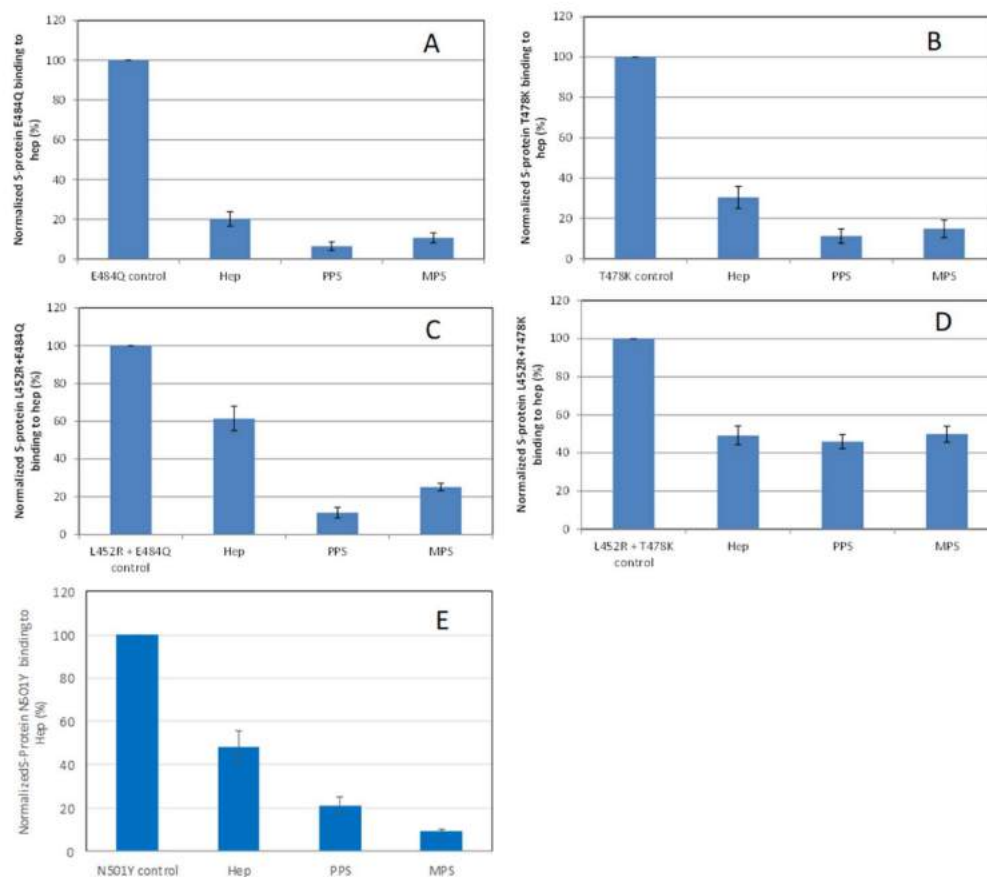 A
Normalized S-protein E484Q binding to
hep (%)
120
100
80
60
40
20
0
E484Q control
Hep
PPS
MPS
B
Normalized S-protein T478K binding to
hep (%)
120
100
80
60
40
20
0
T478K control
Hep
PPS
MPS
C
Normalized S-protein L452R+E484Q
binding to hep (%)
120
100
80
60
40
20
0
L452R + E484Q
control
Hep
PPS
MPS
D
Normalized S-protein L452R+T478K
binding to hep (%)
120
100
80
60
40
20
0
L452R + T478K
control
Hep
PPS
MPS
E
NormalizedS-Protein N501Y binding to
Hep (%)
120
100
80
60
40
20
0
N501Y control
Hep
PPS
MPS